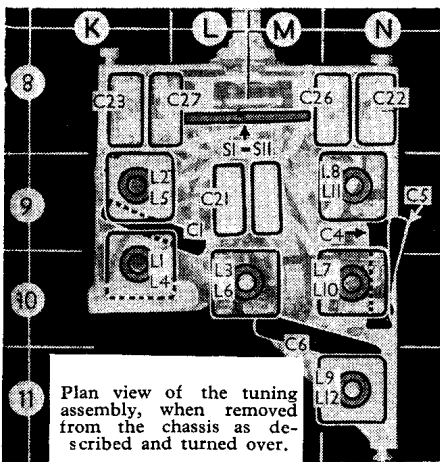 K L M N
8
C23 C27 C26 C22
S1 - S11
9
L2 L8
L5 L11
C21
C5
C1 C4
L1 L3 L7
L4 L6 L10
10
C6
11
L9
L12
Plan view of the tuning
assembly, when removed
from the chassis as de-
scribed and turned over.